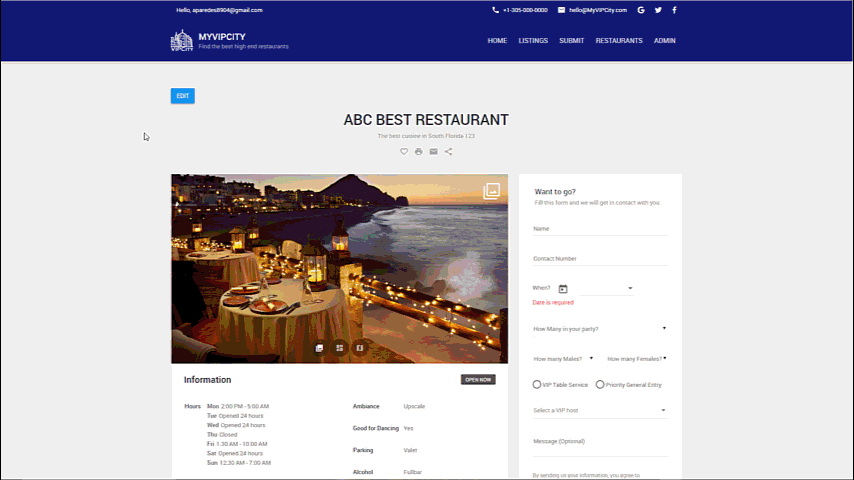 Hello, aparedes8904@gmail.com
+1-305-000-0000
hello@MyVIPCity.com
VIPCITY
MYVIPCITY
Find the best high end restaurants
HOME LISTINGS SUBMIT RESTAURANTS ADMIN
EDIT
ABC BEST RESTAURANT
The best cuisine in South Florida 123
Want to go?
Fill this form and we will get in contact with you
Name
Contact Number
When?
Date is required
How Many in your party?
How many Males? How many Females?
VIP Table Service Priority General Entry
Select a VIP host
Message (Optional)
By sending us your information, you agree to
Information
OPEN NOW
Hours Mon 2:00 PM - 5:00 AM
Tue Opened 24 hours
Wed Opened 24 hours
Thu Closed
Fri 1:30 AM - 10:00 AM
Sat Opened 24 hours
Sun 12:30 AM - 7:00 AM
Ambiance Upscale
Good for Dancing Yes
Parking Valet
Alcohol Fullbar